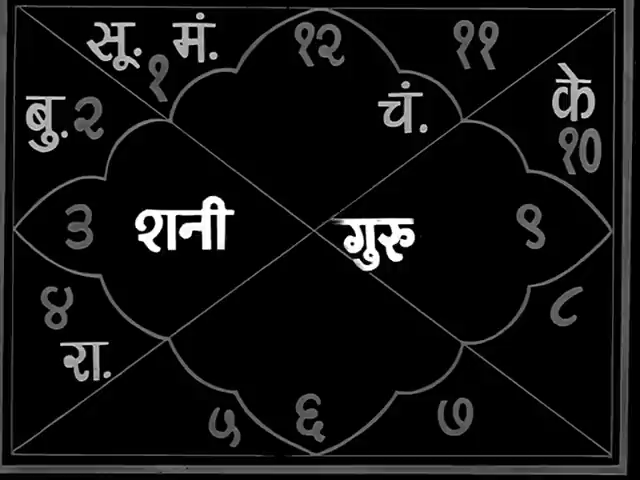 सू. मं. १२ ११
१ के
बु. २ चं. १०
३ शनी गुरु ९
४ ८
रा.
५ ६ ७